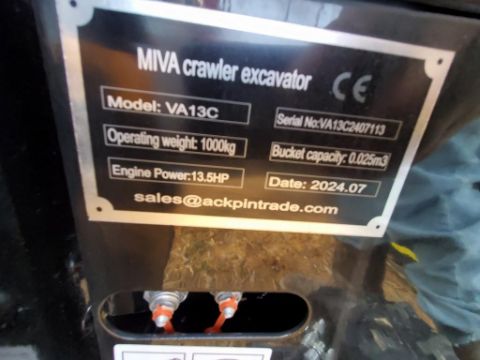 MIVA crawler excavator CE
Model: VA13C
Serial No:VA13C2407113
Operating weight: 1000kg
Bucket capacity: 0.025m3
Engine Power:13.5HP
Date: 2024.07
sales@ackpintrade.com